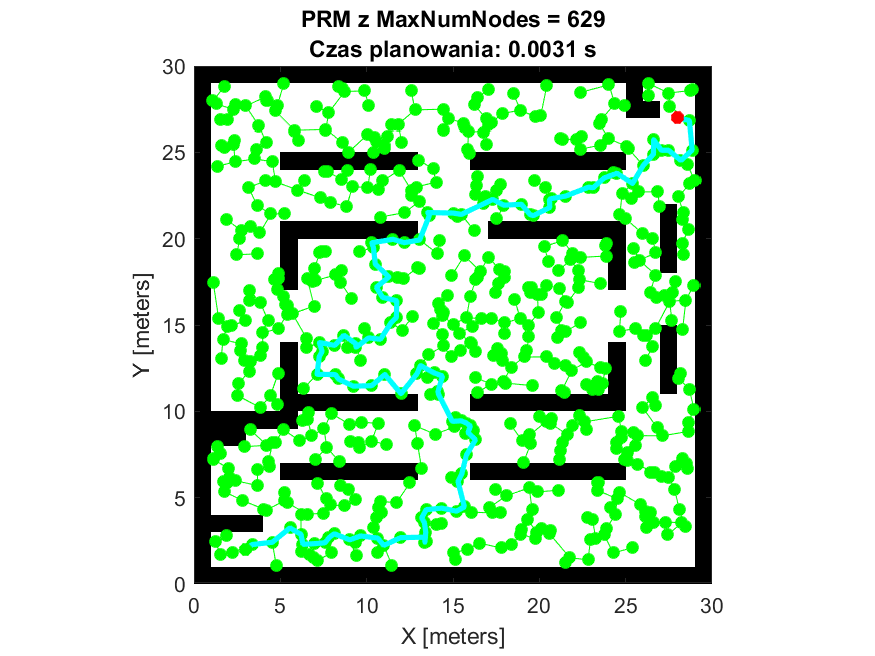 PRM z MaxNumNodes = 629
Czas planowania: 0.0031 s
30
25
20
15
10
5
0
Y [meters]
0 5 10 15 20 25 30
X [meters]